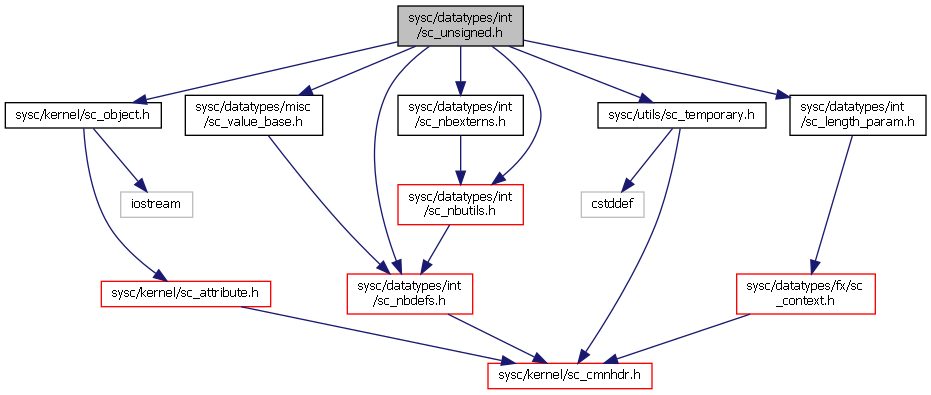 sysc/datatypes/int
/sc_unsigned.h
sysc/kernel/sc_object.h
sysc/datatypes/misc
/sc_value_base.h
sysc/datatypes/int
/sc_nbexterns.h
sysc/utils/sc_temporary.h
sysc/datatypes/int
/sc_length_param.h
iostream
sysc/datatypes/int
/sc_nbutils.h
cstddef
sysc/kernel/sc_attribute.h
sysc/datatypes/int
/sc_nbdefs.h
sysc/datatypes/fx/sc
_context.h
sysc/kernel/sc_cmnhdr.h